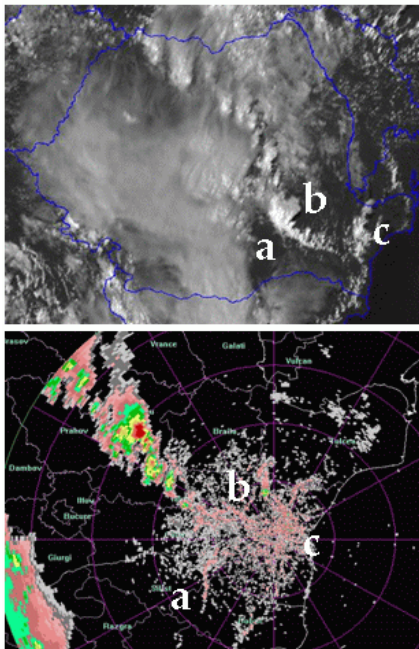 b
a
c
Vrance
Galati
Vulcan
Prahov
Braila
Tulcea
Dambov
b
Ilfov
Bucure
c
Giurgi
a
Razgra